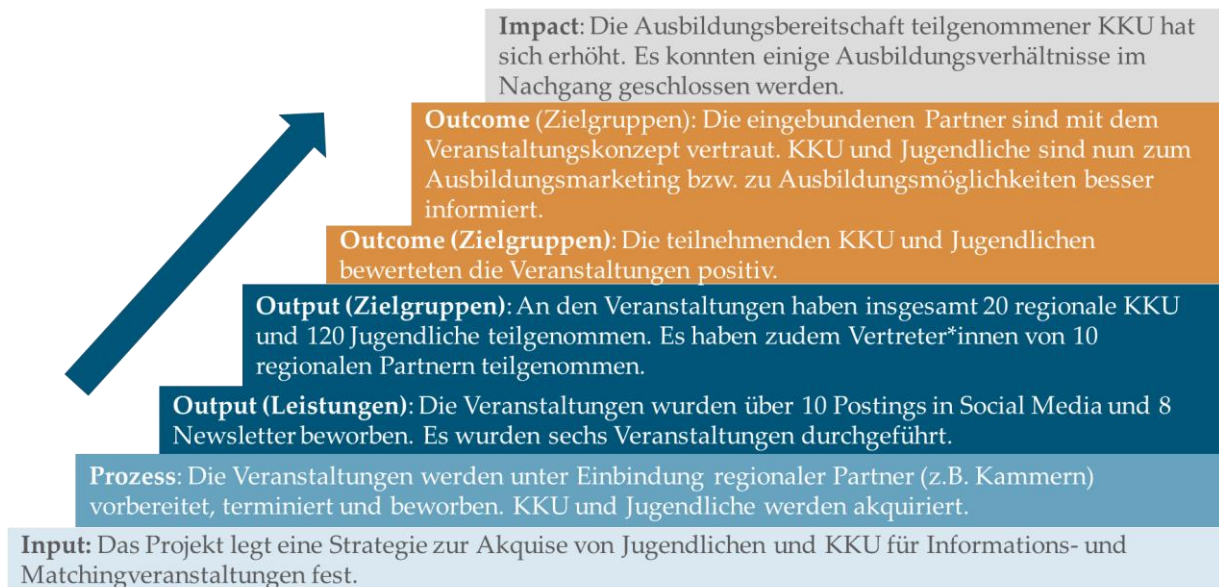 Impact: Die Ausbildungsbereitschaft teilgenommener KKU hat
sich erhöht. Es konnten einige Ausbildungsverhältnisse im
Nachgang geschlossen werden.
Outcome (Zielgruppen): Die eingebundenen Partner sind mit dem
Veranstaltungskonzept vertraut. KKU und Jugendliche sind nun zum
Ausbildungsmarketing bzw. zu Ausbildungsmöglichkeiten besser
informiert.
Outcome (Zielgruppen): Die teilnehmenden KKU und Jugendlichen
bewerteten die Veranstaltungen positiv.
Output (Zielgruppen): An den Veranstaltungen haben insgesamt 20 regionale KKU
und 120 Jugendliche teilgenommen. Es haben zudem Vertreter*innen von 10
regionalen Partnern teilgenommen.
Output (Leistungen): Die Veranstaltungen wurden über 10 Postings in Social Media und 8
Newsletter beworben. Es wurden sechs Veranstaltungen durchgeführt.
Prozess: Die Veranstaltungen werden unter Einbindung regionaler Partner (z.B. Kammern)
vorbereitet, terminiert und beworben. KKU und Jugendliche werden akquiriert.
Input: Das Projekt legt eine Strategie zur Akquise von Jugendlichen und KKU für Informations- und
Matchingveranstaltungen fest.